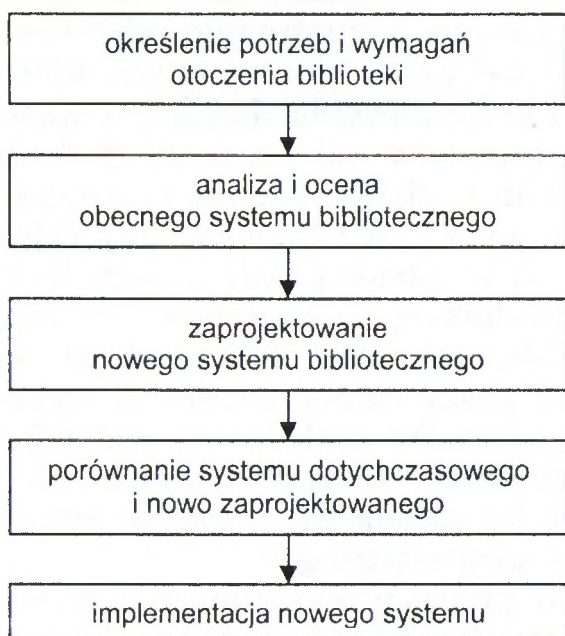 określenie potrzeb i wymagań
otoczenia biblioteki
analiza i ocena
obecnego systemu bibliotecznego
zaprojektowanie
nowego systemu bibliotecznego
porównanie systemu dotychczasowego
i nowo zaprojektowanego
implementacja nowego systemu